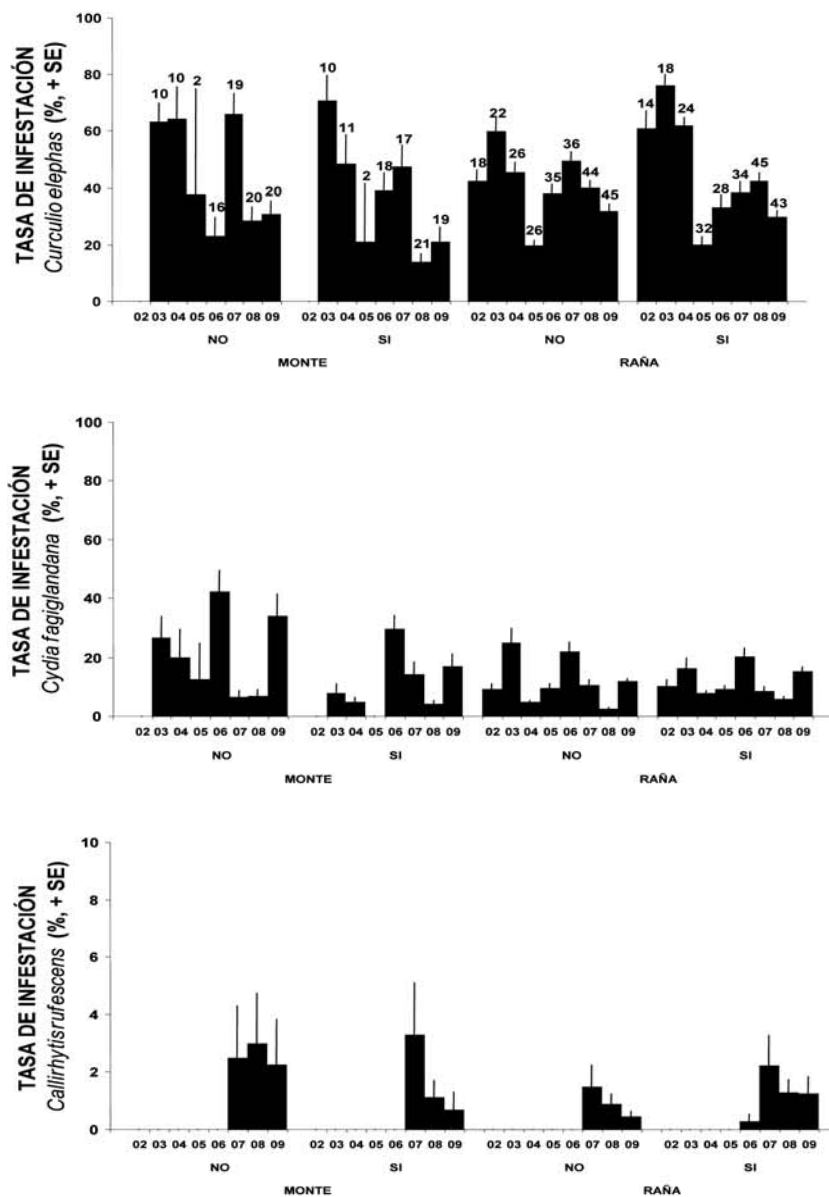 TASA DE INFESTACIÓN
Curculio elephas (%, + SE)
100
80
60
40
20
0
10 10 2 16 19 20 20
10 11 2 18 17 21 19
18 22 26 26 35 36 44 45
14 18 24 32 28 34 45 43
02 03 04 05 06 07 08 09 02 03 04 05 06 07 08 09 02 03 04 05 06 07 08 09 02 03 04 05 06 07 08 09
NO SI NO SI
MONTE RAÑA
TASA DE INFESTACIÓN
Cydia fagiglandana (%, + SE)
100
80
60
40
20
0
02 03 04 05 06 07 08 09 02 03 04 05 06 07 08 09 02 03 04 05 06 07 08 09 02 03 04 05 06 07 08 09
NO SI NO SI
MONTE RAÑA
TASA DE INFESTACIÓN
Callirhytisrufescens (%, + SE)
10
8
6
4
2
0
02 03 04 05 06 07 08 09 02 03 04 05 06 07 08 09 02 03 04 05 06 07 08 09 02 03 04 05 06 07 08 09
NO SI NO SI
MONTE RAÑA